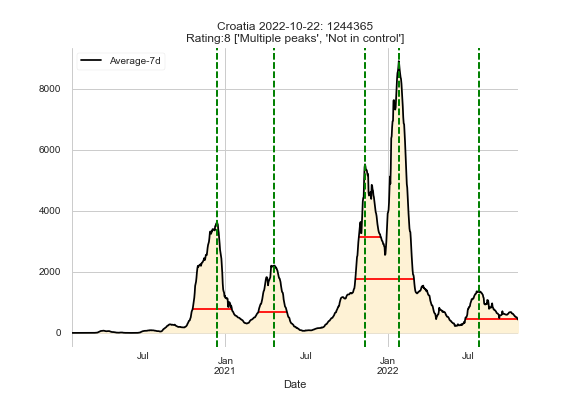 Croatia 2022-10-22: 1244365
Rating:8 ['Multiple peaks', 'Not in control']
Average-7d
8000
6000
4000
2000
0
Jul
Jan
2021
Jul
Jan
2022
Jul
Date